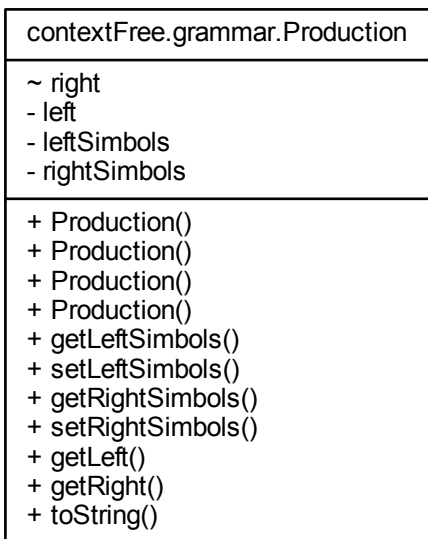 contextFree.grammar.Production
~ right
- left
- leftSimbols
- rightSimbols
+ Production()
+ Production()
+ Production()
+ Production()
+ getLeftSimbols()
+ setLeftSimbols()
+ getRightSimbols()
+ setRightSimbols()
+ getLeft()
+ getRight()
+ toString()